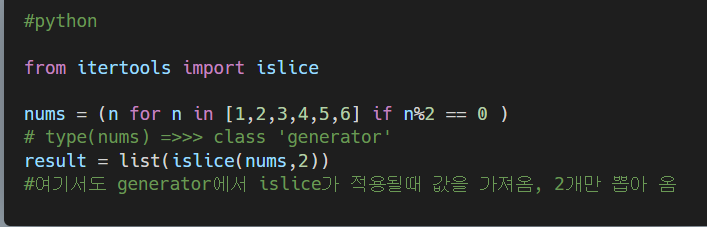 #python
from itertools import islice
nums = (n for n in [1,2,3,4,5,6] if n%2 == 0 )
# type(nums) =>>> class 'generator'
result = list(islice(nums,2))
#여기서도 generator에서 islice가 적용될때 값을 가져옴, 2개만 뽑아 옴